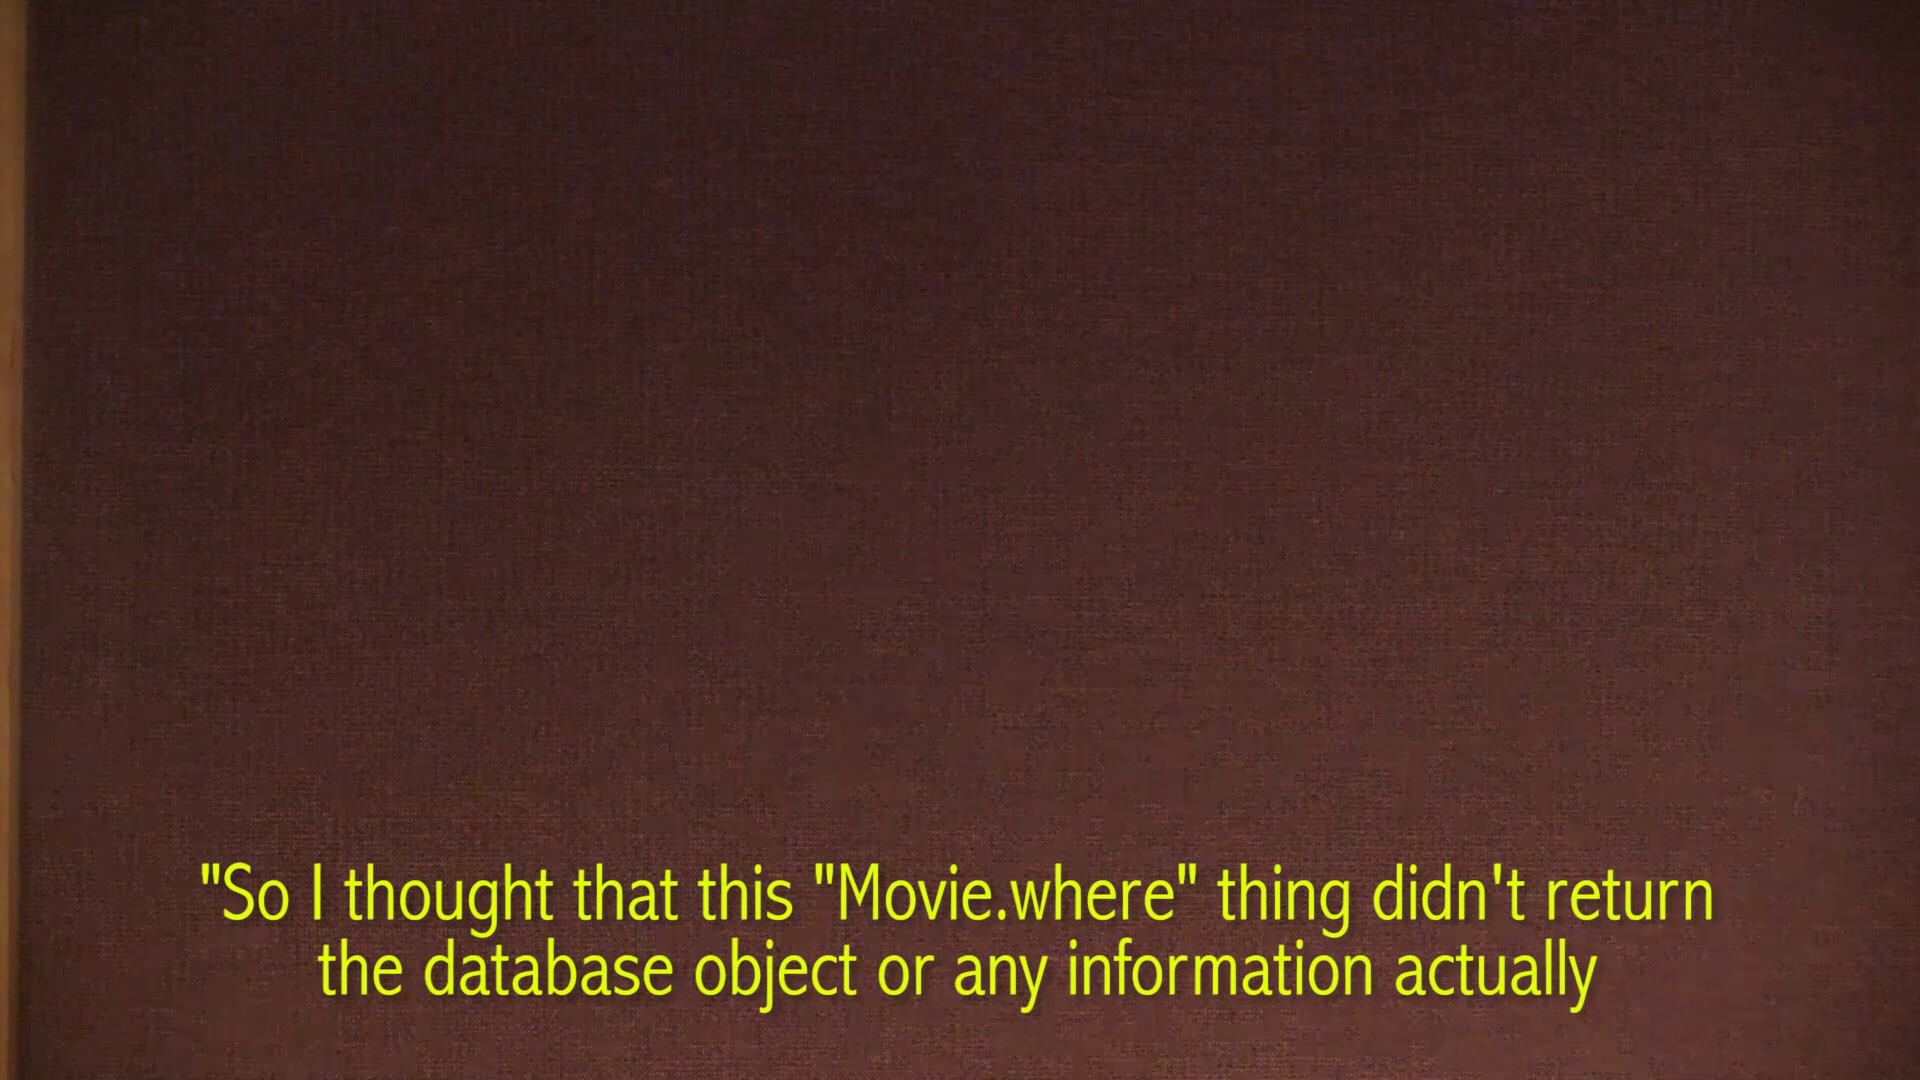 "So I thought that this "Movie.where" thing didn't return
the database object or any information actually